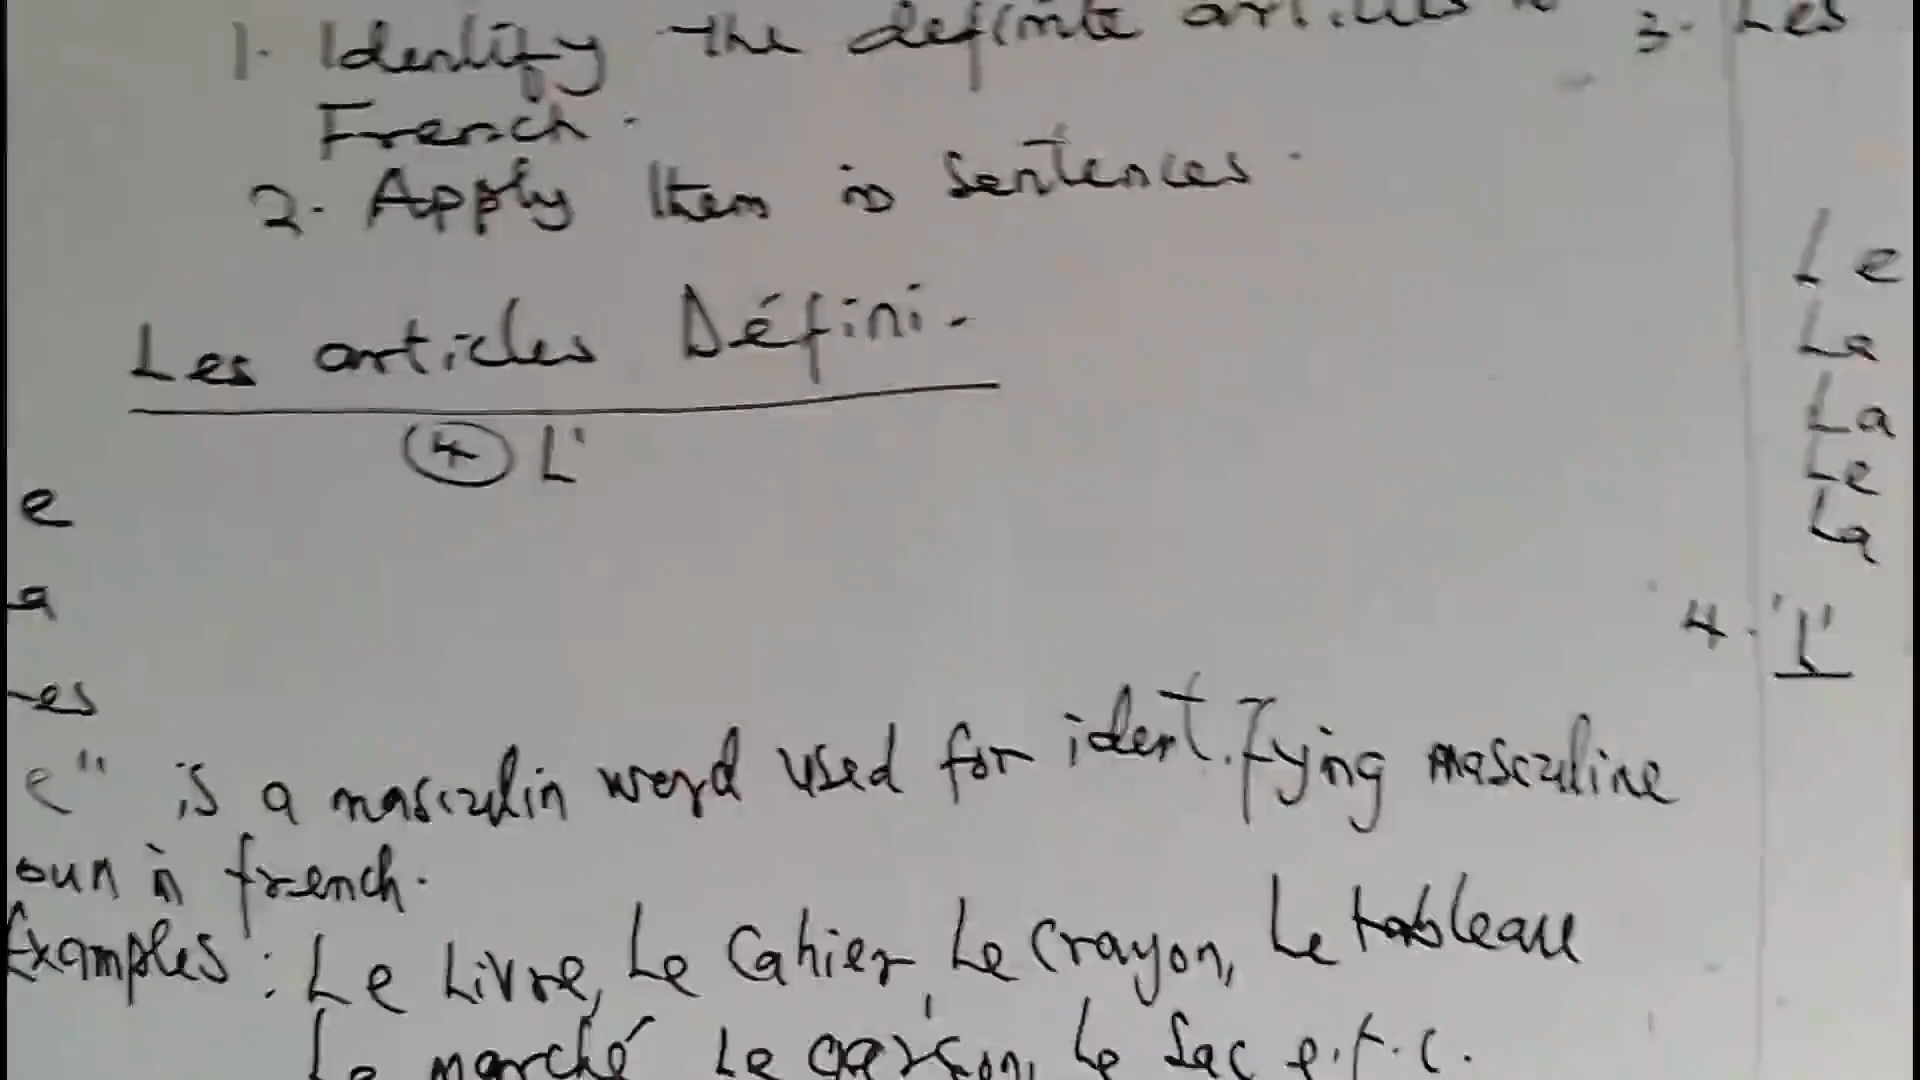 1. Identify the definite articles
French.
2. Apply them in Sentences.
Les articles Défini.
4 L'
e
a
es
e" is a masculin word used for identifying masculine
oun in french.
Examples: Le Livre, Le Cahier, Le Crayon, Le tableau
Le marché Le garçon, Le Sac e.t.c.
3. Les
Le
La
La
Le
La
4. 'L'